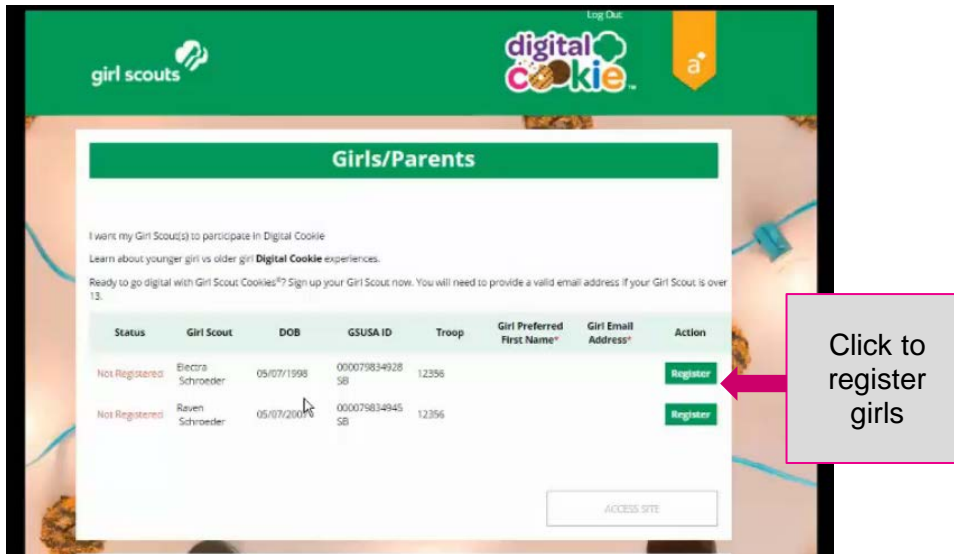 Log Out
girl scouts
digital
cookie™
a
Girls/Parents
I want my Girl Scout(s) to participate in Digital Cookie
Learn about younger girl vs older girl Digital Cookie experiences.
Ready to go digital with Girl Scout Cookies®? Sign up your Girl Scout now. You will need to provide a valid email address if your Girl Scout is over
13.
Status Girl Scout DOB GSUSA ID Troop Girl Preferred First Name* Girl Email Address* Action
Not Registered Electra Schroeder 05/07/1998 000079834928 SB 12356 Register
Not Registered Raven Schroeder 000079834945 SB 12356 Register
ACCESS SITE
Click to
register
girls